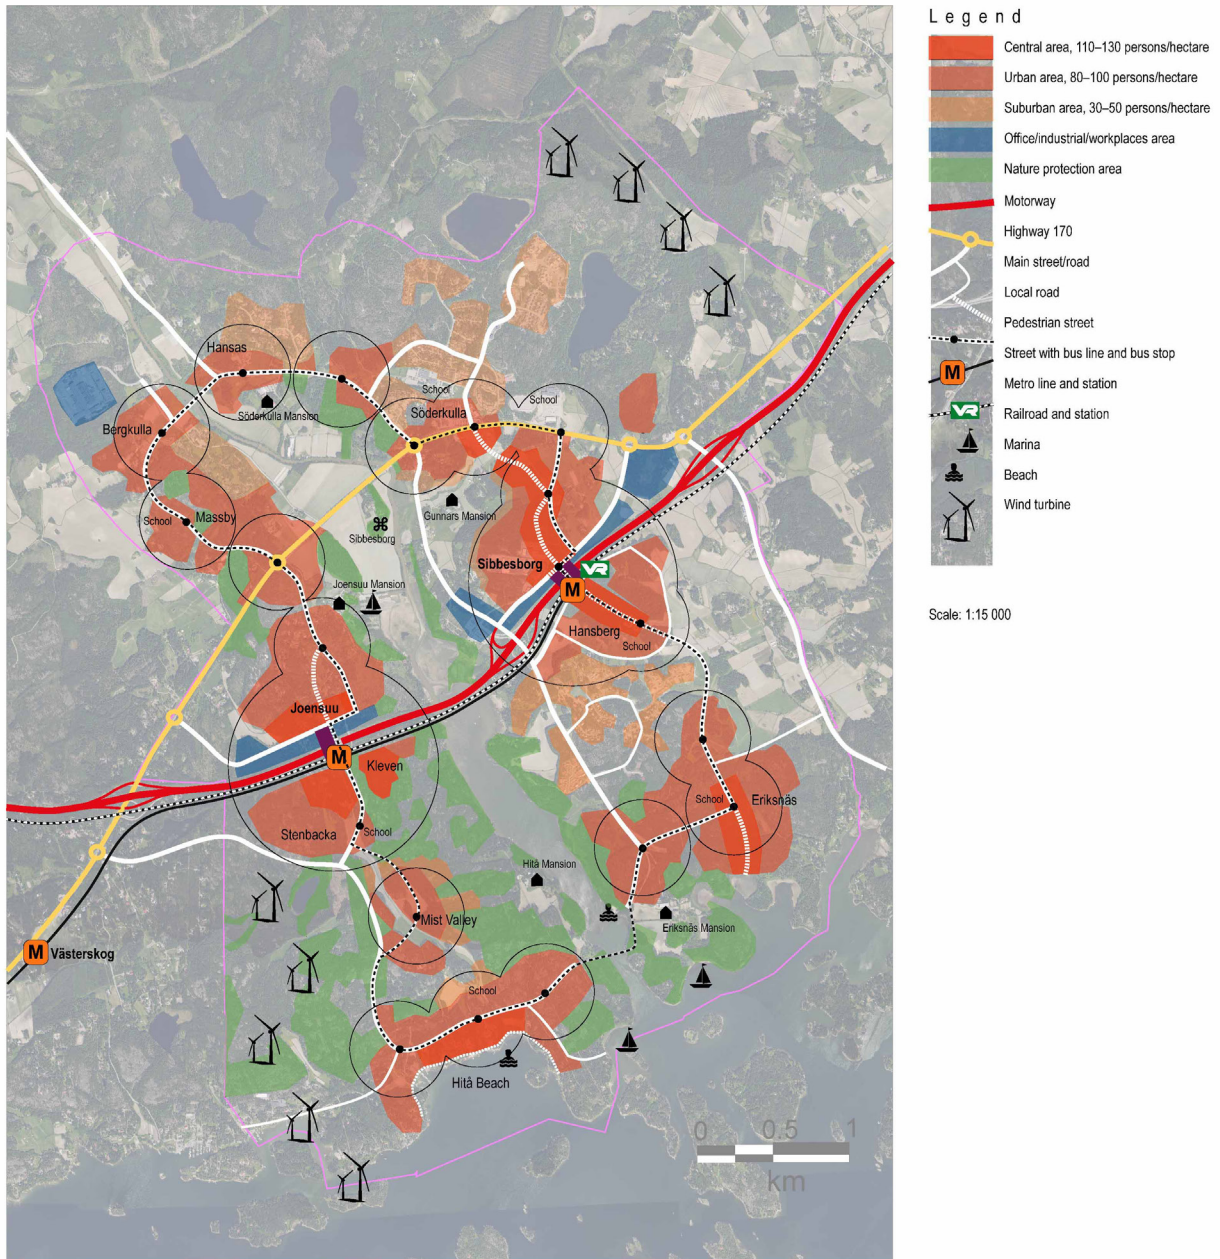 Legend
Central area, 110–130 persons/hectare
Urban area, 80–100 persons/hectare
Suburban area, 30–50 persons/hectare
Office/industrial/workplaces area
Nature protection area
Motorway
Highway 170
Main street/road
Local road
Pedestrian street
Street with bus line and bus stop
M
Metro line and station
VR
Railroad and station
Marina
Beach
Wind turbine
Scale: 1:15 000
Hansas
Söderkulla Mansion
School
Söderkulla
School
Bergkulla
Gunnars Mansion
School
Massby
Sibbesborg
Sibbesborg
VR
M
Joensuu Mansion
Hansberg
School
Joensuu
M
Kleven
Stenbacka
School
School
Eriksnäs
Hitå Mansion
Mist Valley
Eriksnäs Mansion
M
Västerskog
School
Hitå Beach
0 0.5 1
km